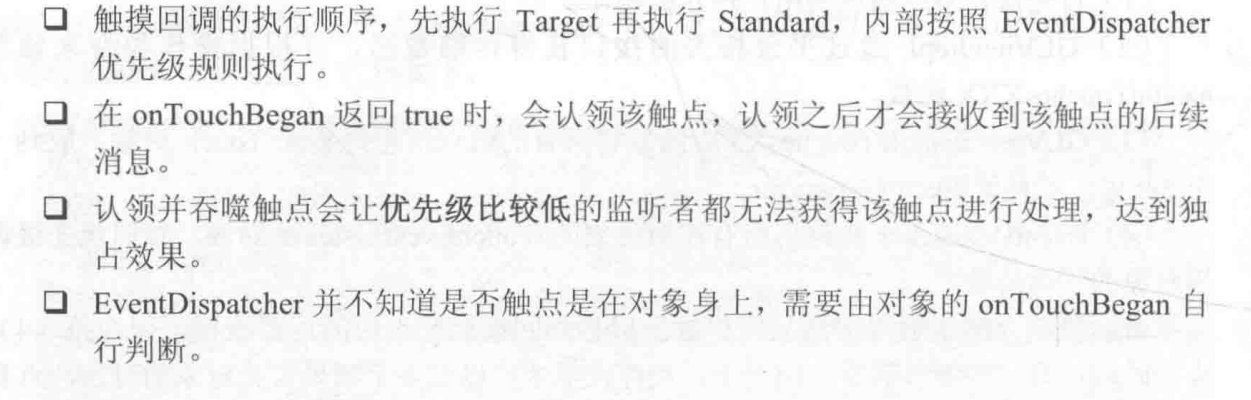 ❑ 触摸回调的执行顺序，先执行 Target 再执行 Standard，内部按照 EventDispatcher
优先级规则执行。
❑ 在 onTouchBegan 返回 true 时，会认领该触点，认领之后才会接收到该触点的后续
消息。
❑ 认领并吞噬触点会让优先级比较低的监听者都无法获得该触点进行处理，达到独
占效果。
❑ EventDispatcher 并不知道是否触点是在对象身上，需要由对象的 onTouchBegan 自
行判断。